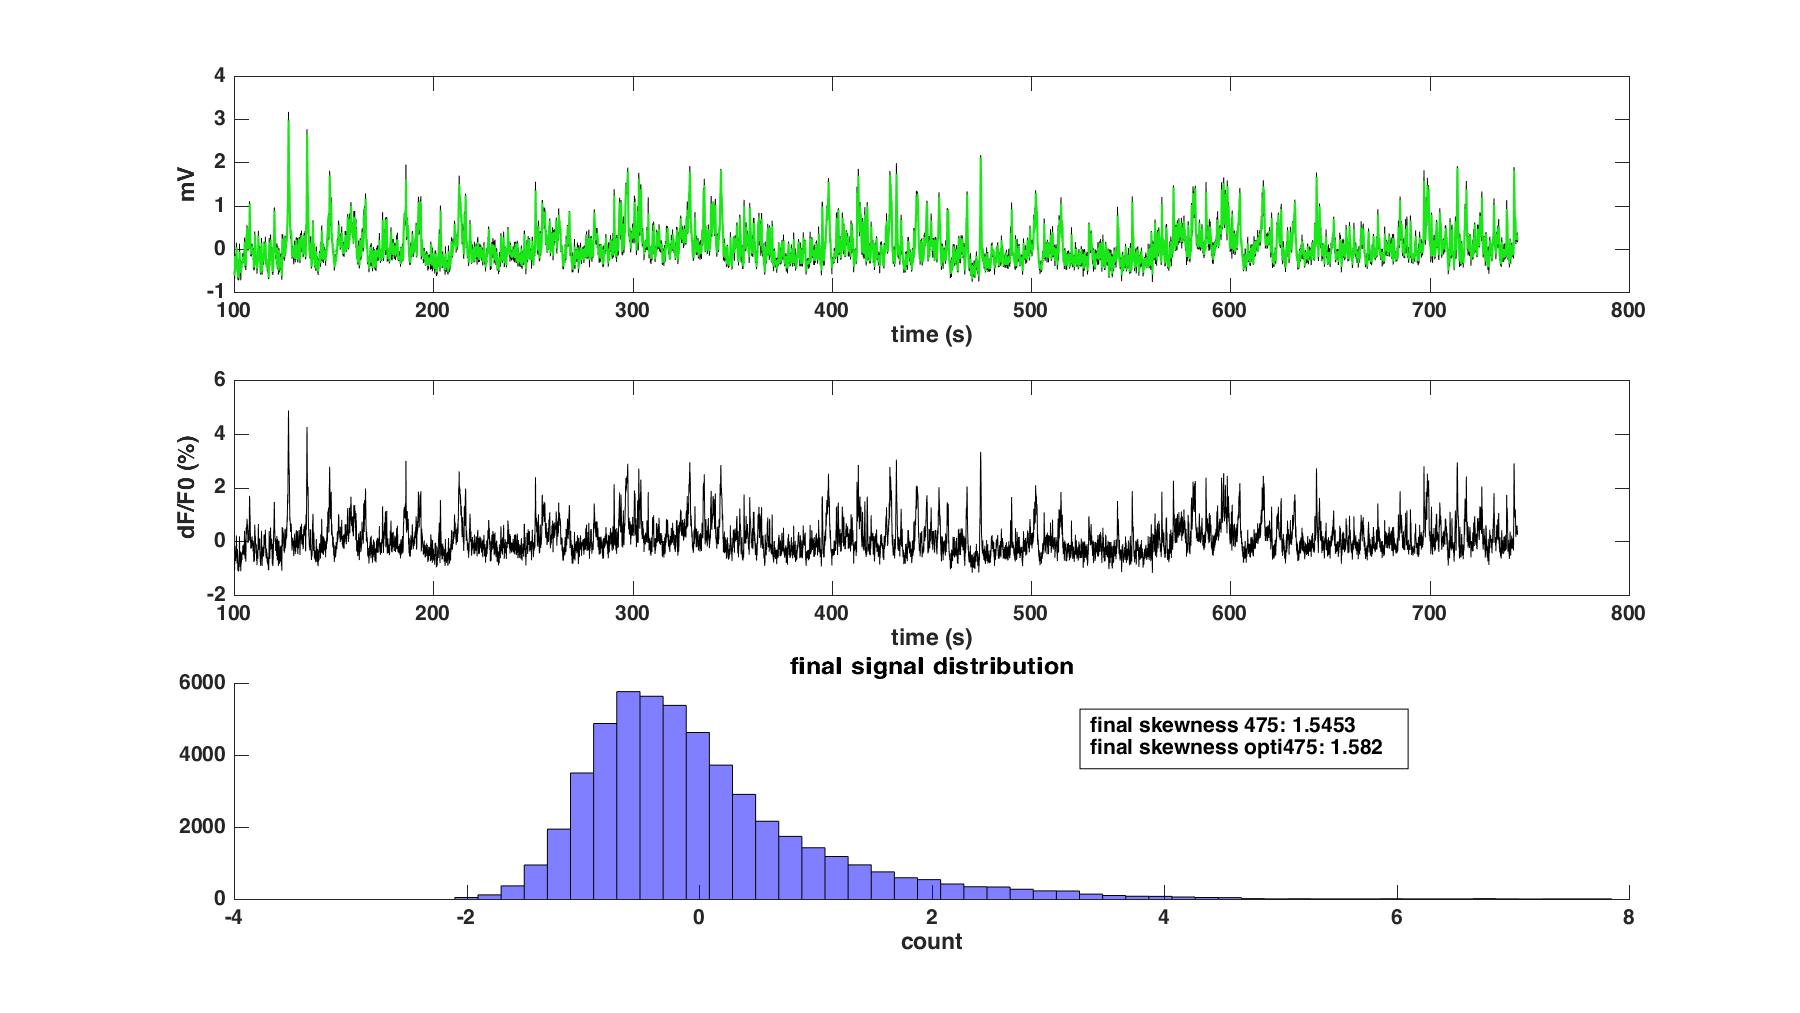 4
3
2
1
0
-1
mV
100 200 300 400 500 600 700 800
time (s)
6
4
2
0
-2
dF/F0 (%)
100 200 300 400 500 600 700 800
time (s)
final signal distribution
6000
4000
2000
0
final skewness 475: 1.5453
final skewness opti475: 1.582
-4 -2 0 2 4 6 8
count